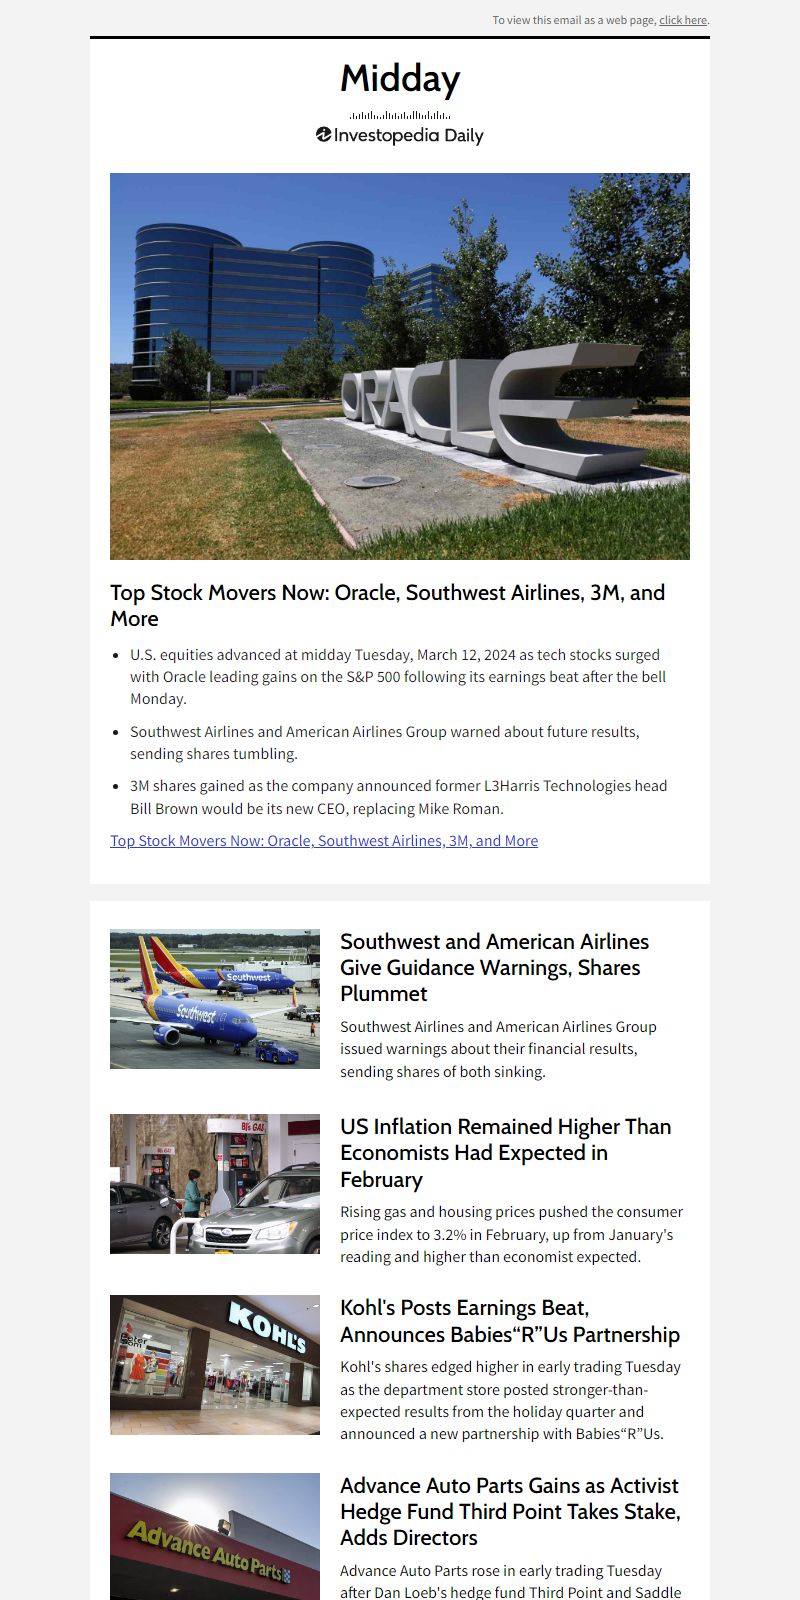 To view this email as a web page, click here.
Midday
Investopedia Daily
ORACLE
Top Stock Movers Now: Oracle, Southwest Airlines, 3M, and
More
U.S. equities advanced at midday Tuesday, March 12, 2024 as tech stocks surged
with Oracle leading gains on the S&P 500 following its earnings beat after the bell
Monday.
Southwest Airlines and American Airlines Group warned about future results,
sending shares tumbling.
3M shares gained as the company announced former L3Harris Technologies head
Bill Brown would be its new CEO, replacing Mike Roman.
Top Stock Movers Now: Oracle, Southwest Airlines, 3M, and More
Southwest
Southwest
Southwest and American Airlines
Give Guidance Warnings, Shares
Plummet
Southwest Airlines and American Airlines Group
issued warnings about their financial results,
sending shares of both sinking.
BJ's GAS
BJ's GAS
US Inflation Remained Higher Than
Economists Had Expected in
February
Rising gas and housing prices pushed the consumer
price index to 3.2% in February, up from January's
reading and higher than economist expected.
KOHL'S
Kohl's Posts Earnings Beat,
Announces Babies“R”Us Partnership
Kohl's shares edged higher in early trading Tuesday
as the department store posted stronger-than-
expected results from the holiday quarter and
announced a new partnership with Babies“R”Us.
Advance Auto Parts
Advance Auto Parts Gains as Activist
Hedge Fund Third Point Takes Stake,
Adds Directors
Advance Auto Parts rose in early trading Tuesday
after Dan Loeb's hedge fund Third Point and Saddle